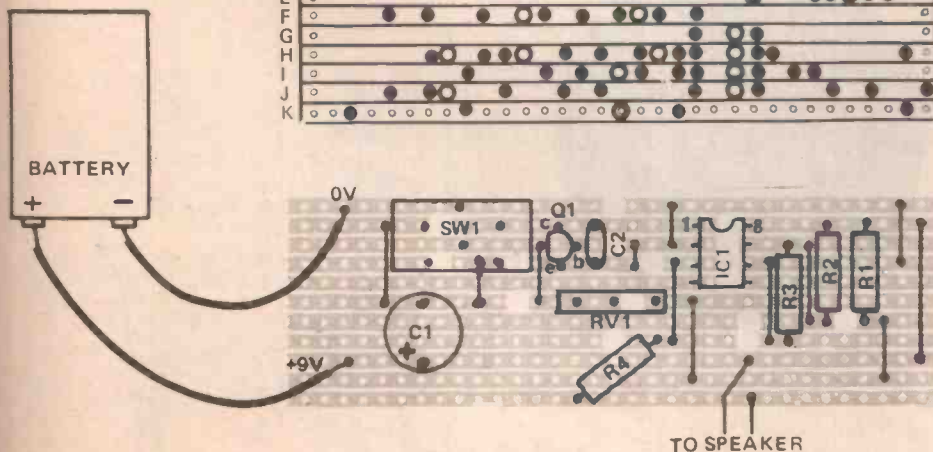 F
G
H
I
J
K
BATTERY
+ −
0V
SW1
c Q1
e b
C2
1 8
IC1
R3
R2
R1
C1
+
RV1
R4
+9V
TO SPEAKER